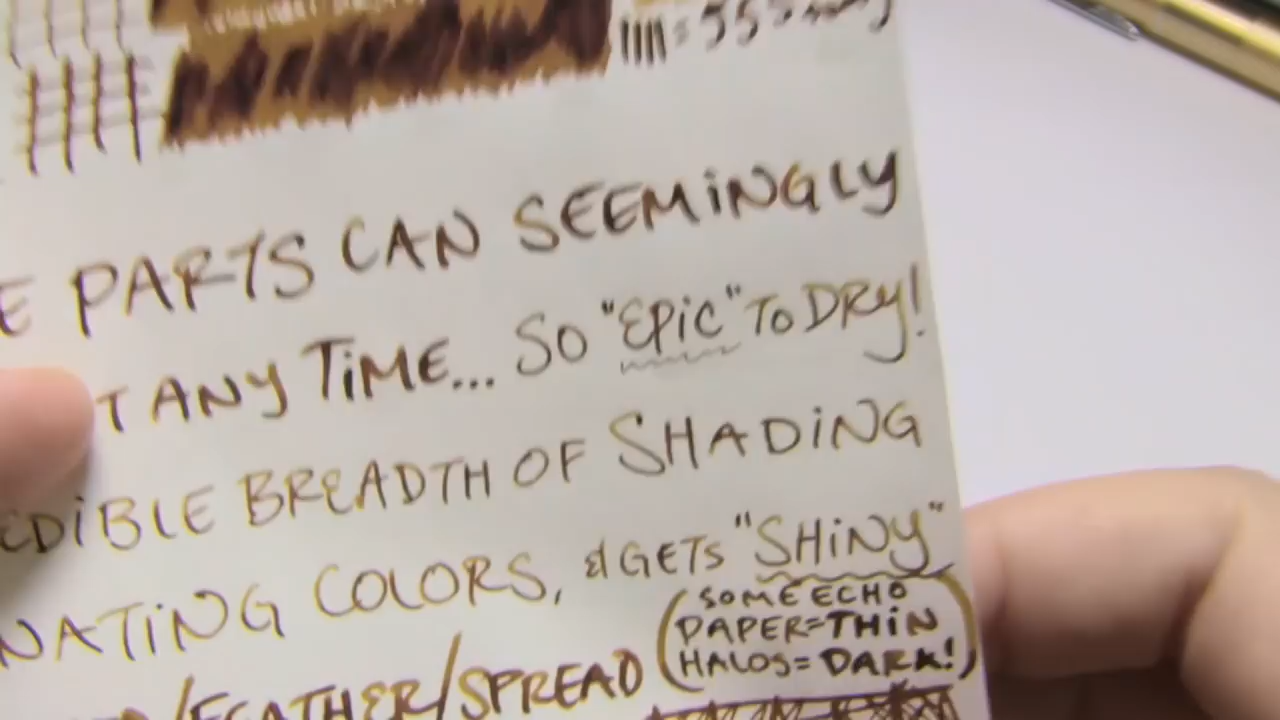 E PARTS CAN SEEMiNGLY
T ANY TiME... SO "EPiC" To DRy!
EDiBLE BREADTH OF SHADiNG
NATiNG COLORS, & GETS "SHiNY"
(SOME ECHO
PAPER=THiN
HALOS=DARK!)
/FEATHER/SPREAD